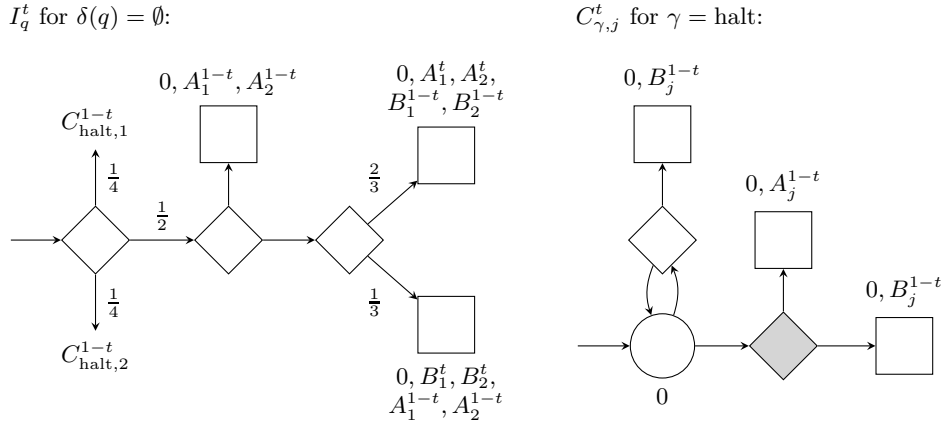 I_q^t for δ(q) = ∅:
C_{γ,j}^t for γ = halt:
0, A_1^{1−t}, A_2^{1−t}
0, A_1^t, A_2^t,
B_1^{1−t}, B_2^{1−t}
C_{halt,1}^{1−t}
1/4
1/2
1/4
C_{halt,2}^{1−t}
2/3
1/3
0, B_1^t, B_2^t,
A_1^{1−t}, A_2^{1−t}
0, B_j^{1−t}
0, A_j^{1−t}
0, B_j^{1−t}
0